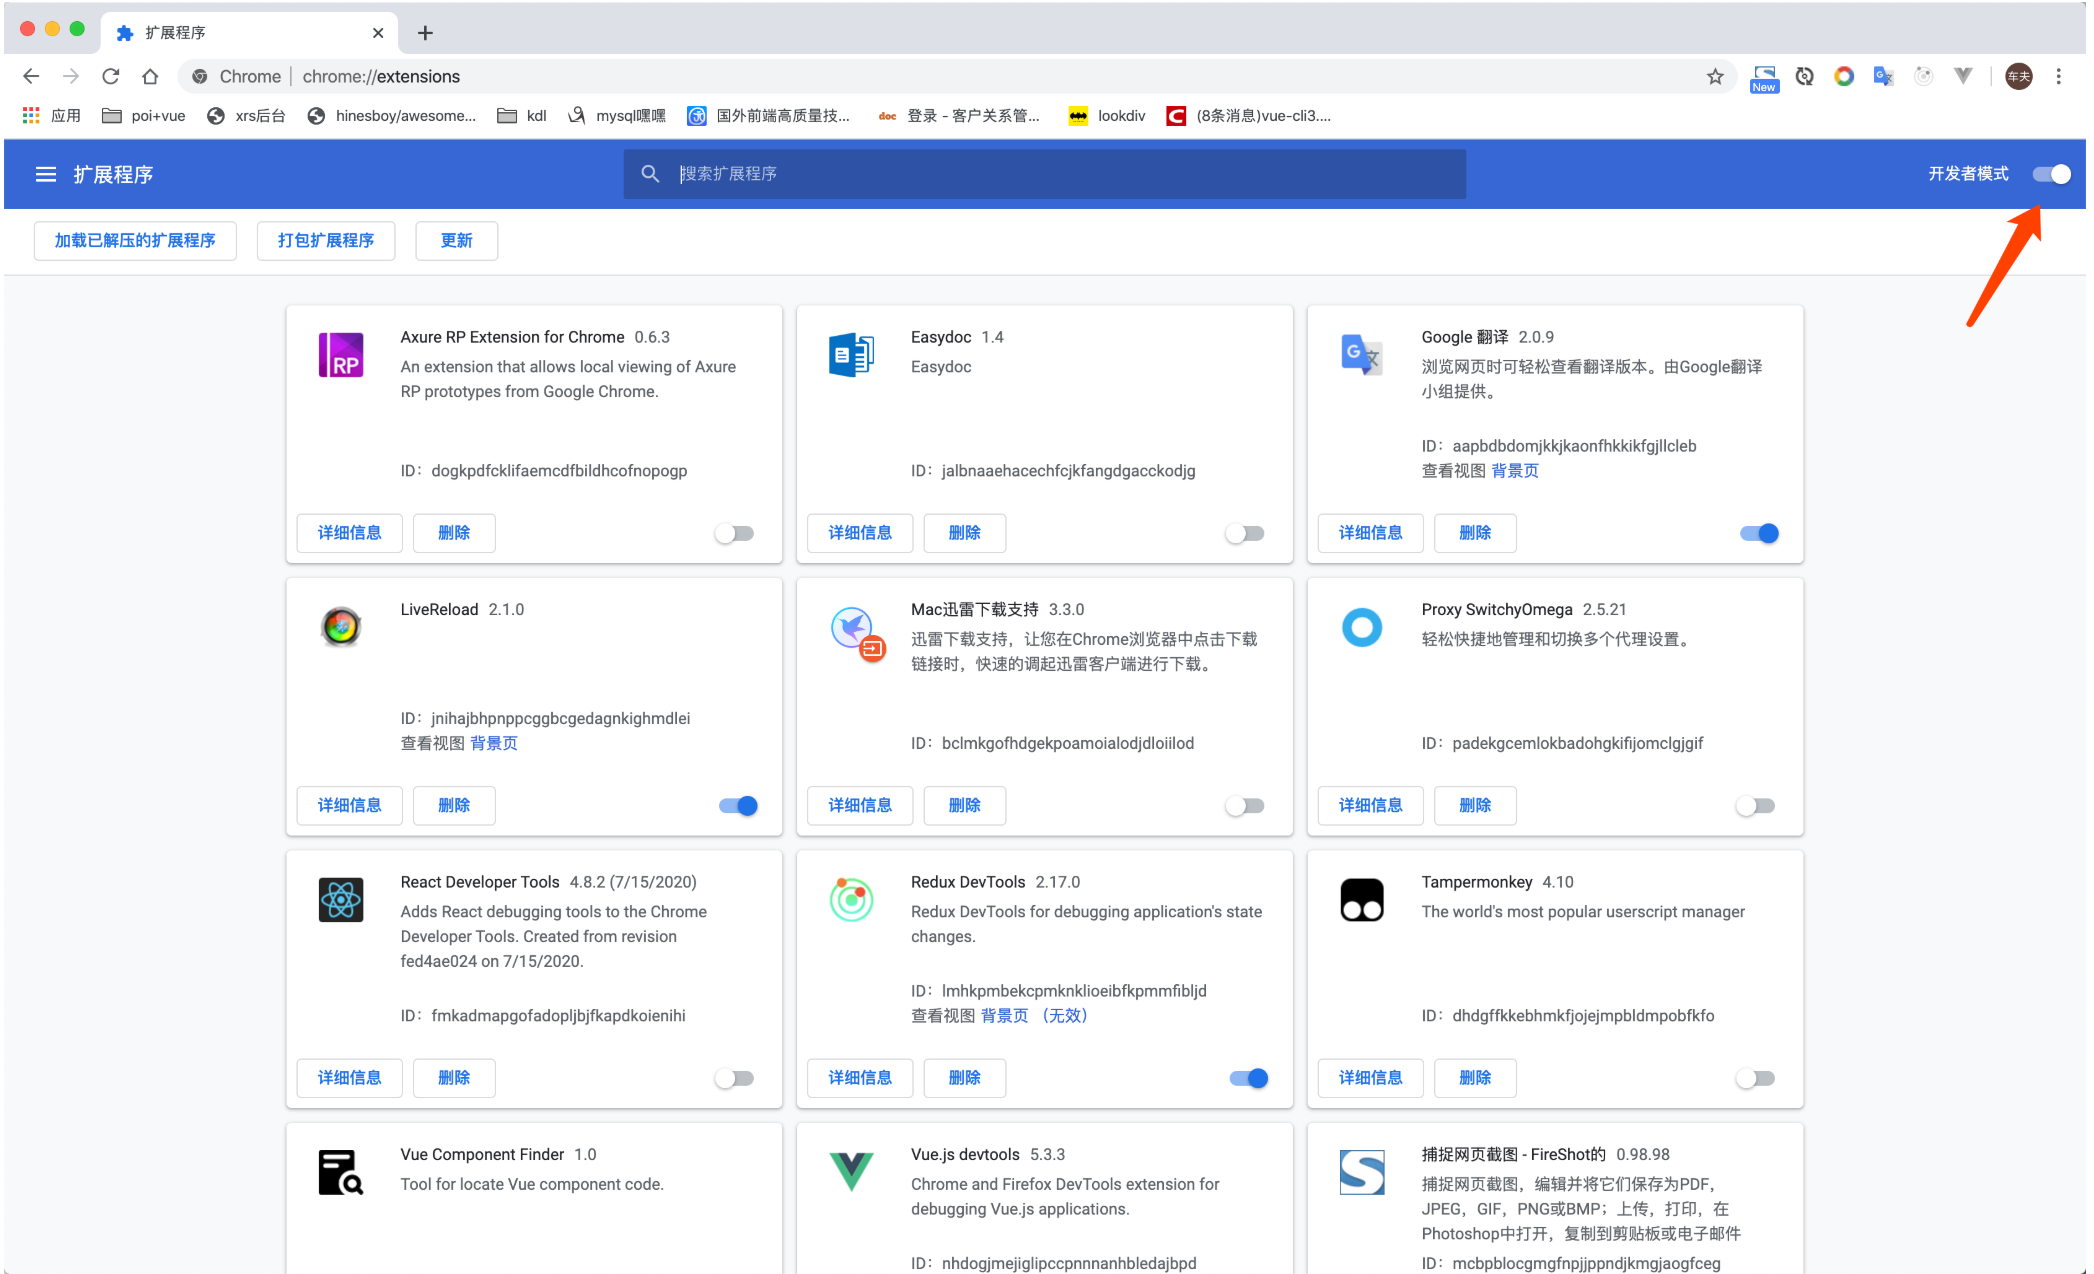 扩展程序
Chrome | chrome://extensions
New
车夫
应用 poi+vue xrs后台 hinesboy/awesome... kdl mysql嘿嘿 国外前端高质量技... doc 登录 - 客户关系管... lookdiv C (8条消息)vue-cli3....
扩展程序
搜索扩展程序
开发者模式
加载已解压的扩展程序 打包扩展程序 更新
RP
Axure RP Extension for Chrome 0.6.3
An extension that allows local viewing of Axure
RP prototypes from Google Chrome.
ID： dogkpdfcklifaemcdfbildhcofnopogp
详细信息 删除
Easydoc 1.4
Easydoc
ID： jalbnaaehacechfcjkfangdgacckodjg
详细信息 删除
Google 翻译 2.0.9
浏览网页时可轻松查看翻译版本。由Google翻译
小组提供。
ID： aapbdbdomjkkjkaonfhkkikfgjllcleb
查看视图 背景页
详细信息 删除
LiveReload 2.1.0
ID： jnihajbhpnppcggbcgedagnkighmdlei
查看视图 背景页
详细信息 删除
Mac迅雷下载支持 3.3.0
迅雷下载支持，让您在Chrome浏览器中点击下载
链接时，快速的调起迅雷客户端进行下载。
ID： bclmkgofhdgekpoamoialodjdloiilod
详细信息 删除
Proxy SwitchyOmega 2.5.21
轻松快捷地管理和切换多个代理设置。
ID： padekgcemlokbadohgkifijomclgjgif
详细信息 删除
React Developer Tools 4.8.2 (7/15/2020)
Adds React debugging tools to the Chrome
Developer Tools. Created from revision
fed4ae024 on 7/15/2020.
ID： fmkadmapgofadopljbjfkapdkoienihi
详细信息 删除
Redux DevTools 2.17.0
Redux DevTools for debugging application's state
changes.
ID： lmhkpmbekcpmknklioeibfkpmmfibljd
查看视图 背景页 （无效）
详细信息 删除
Tampermonkey 4.10
The world's most popular userscript manager
ID： dhdgffkkebhmkfjojejmpbldmpobfkfo
详细信息 删除
Vue Component Finder 1.0
Tool for locate Vue component code.
Vue.js devtools 5.3.3
Chrome and Firefox DevTools extension for
debugging Vue.js applications.
ID： nhdogjmejiglipccpnnnanhbledajbpd
捕捉网页截图 - FireShot的 0.98.98
捕捉网页截图，编辑并将它们保存为PDF，
JPEG，GIF，PNG或BMP；上传，打印，在
Photoshop中打开，复制到剪贴板或电子邮件
ID： mcbpblocgmgfnpjjppndjkmgjaogfceg